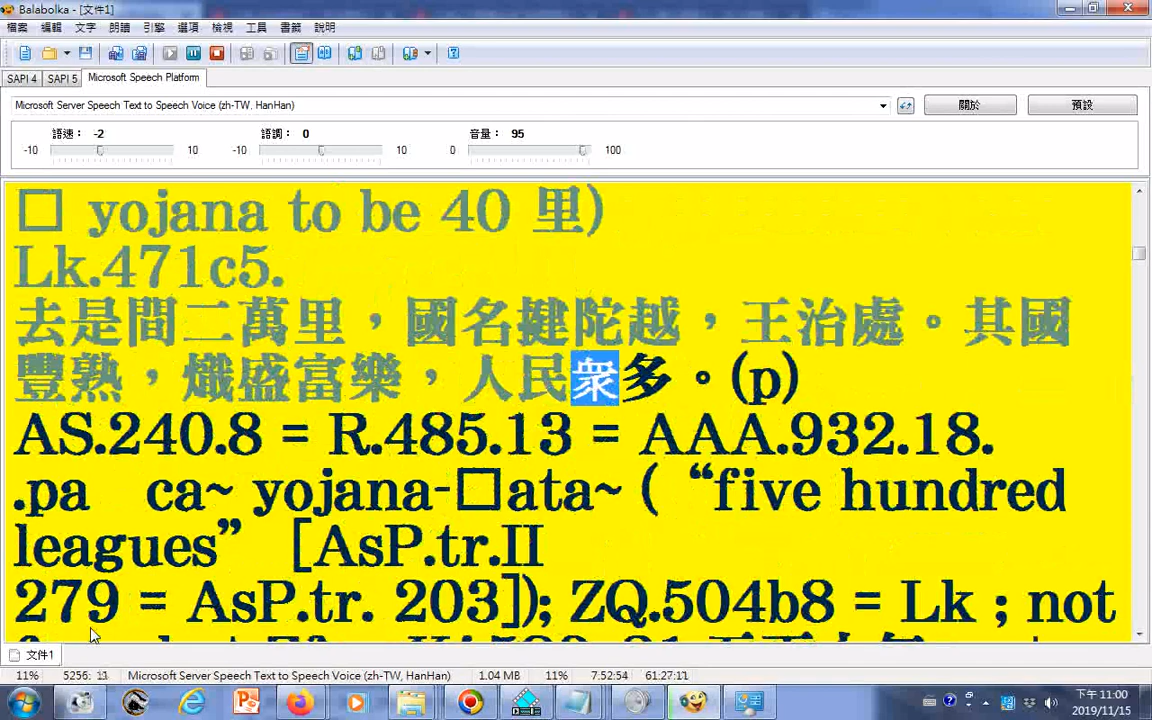 Balabolka - [文件1]
檔案 編輯 文字 朗讀 引擎 選項 檢視 工具 書籤 說明
SAPI 4 SAPI 5 Microsoft Speech Platform
Microsoft Server Speech Text to Speech Voice (zh-TW, HanHan)
關於 預設
語速： -2 語調： 0 音量： 95
-10 10 -10 10 0 100
□ yojana to be 40 里)
Lk.471c5.
去是間二萬里，國名揵陀越，王治處。其國
豐熟，熾盛富樂，人民衆多。(p)
AS.240.8 = R.485.13 = AAA.932.18.
.pa ca~ yojana-□ata~ ( “five hundred
leagues” [AsP.tr.II
279 = AsP.tr. 203]); ZQ.504b8 = Lk ; not
文件1
11% 5256: 11 Microsoft Server Speech Text to Speech Voice (zh-TW, HanHan) 1.04 MB 11% 7:52:54 61:27:11
下午 11:00
2019/11/15